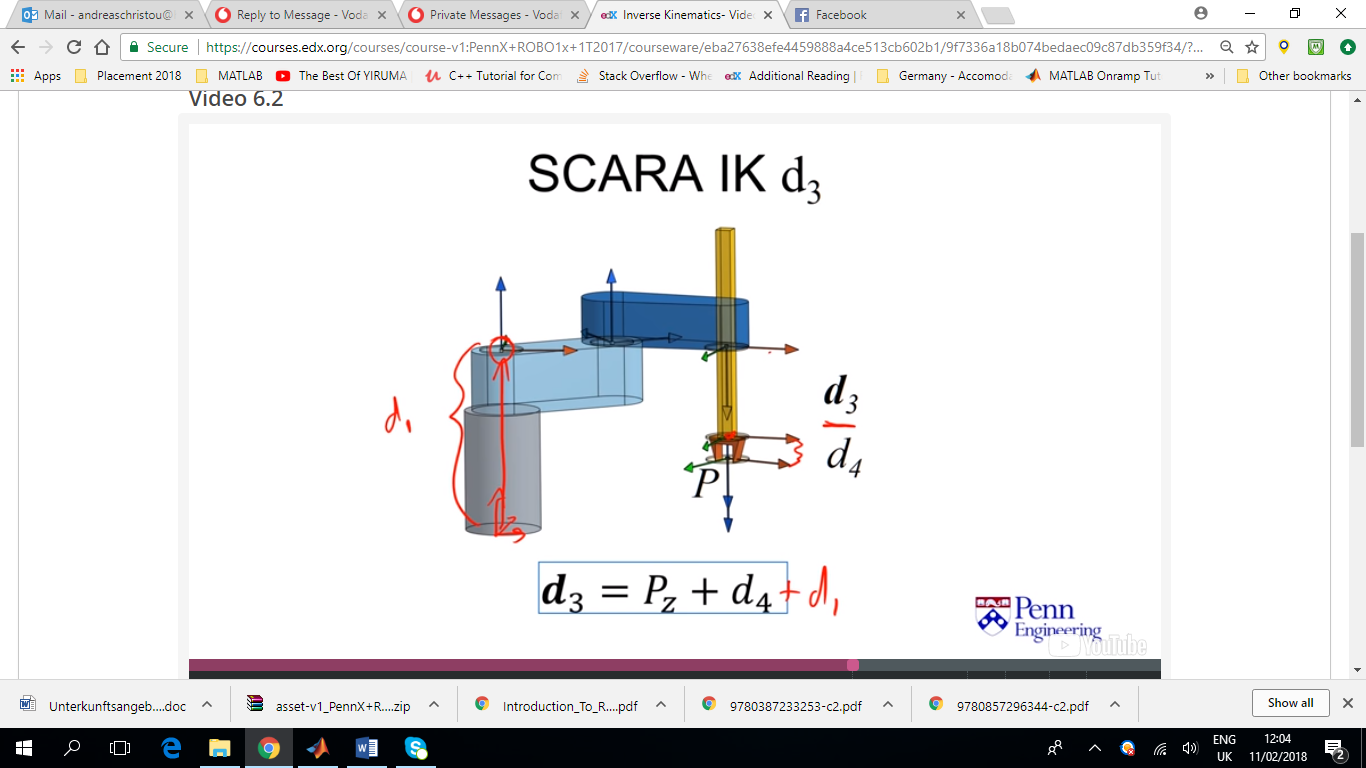 Mail - andreaschristou@
Reply to Message - Voda
Private Messages - Vodaf
Inverse Kinematics- Vide
Facebook
Secure
https://courses.edx.org/courses/course-v1:PennX+ROBO1x+1T2017/courseware/eba27638efe4459888a4ce513cb602b1/9f7336a18b074bedaec09c87db359f34/?...
Apps
Placement 2018
MATLAB
The Best Of YIRUMA
C++ Tutorial for Com
Stack Overflow - Whe
Additional Reading |
Germany - Accomod
MATLAB Onramp Tut
»
Other bookmarks
Video 6.2
SCARA IK d3
d1
d3
d4
P
d3 = Pz + d4 + d1
Penn
Engineering
YouTube
Unterkunftsangeb....doc
asset-v1_PennX+R....zip
Introduction_To_R....pdf
9780387233253-c2.pdf
9780857296344-c2.pdf
Show all
ENG
UK
12:04
11/02/2018
2